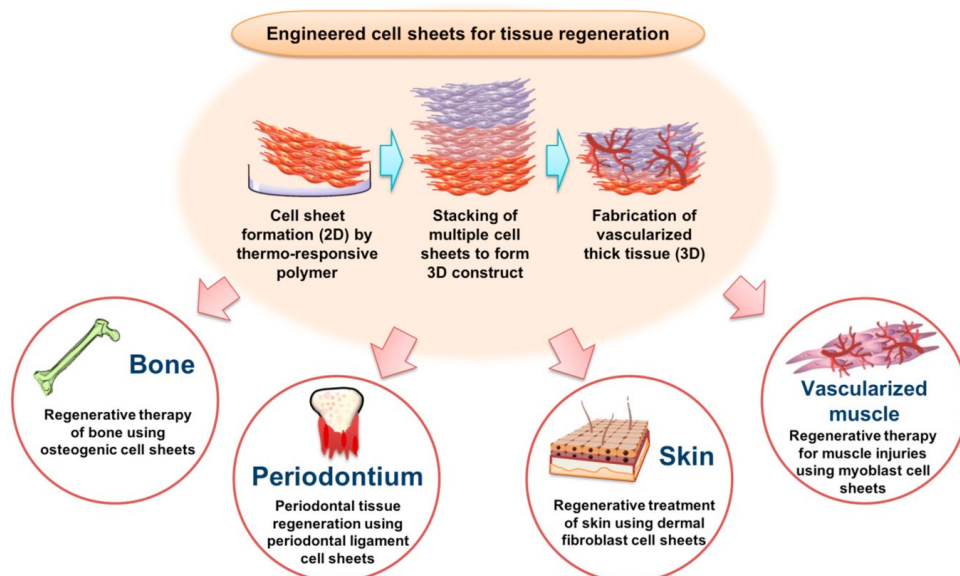 Engineered cell sheets for tissue regeneration
Cell sheet
formation (2D) by
thermo-responsive
polymer
Stacking of
multiple cell
sheets to form
3D construct
Fabrication of
vascularized
thick tissue (3D)
Bone
Regenerative therapy
of bone using
osteogenic cell sheets
Periodontium
Periodontal tissue
regeneration using
periodontal ligament
cell sheets
Skin
Regenerative treatment
of skin using dermal
fibroblast cell sheets
Vascularized
muscle
Regenerative therapy
for muscle injuries
using myoblast cell
sheets